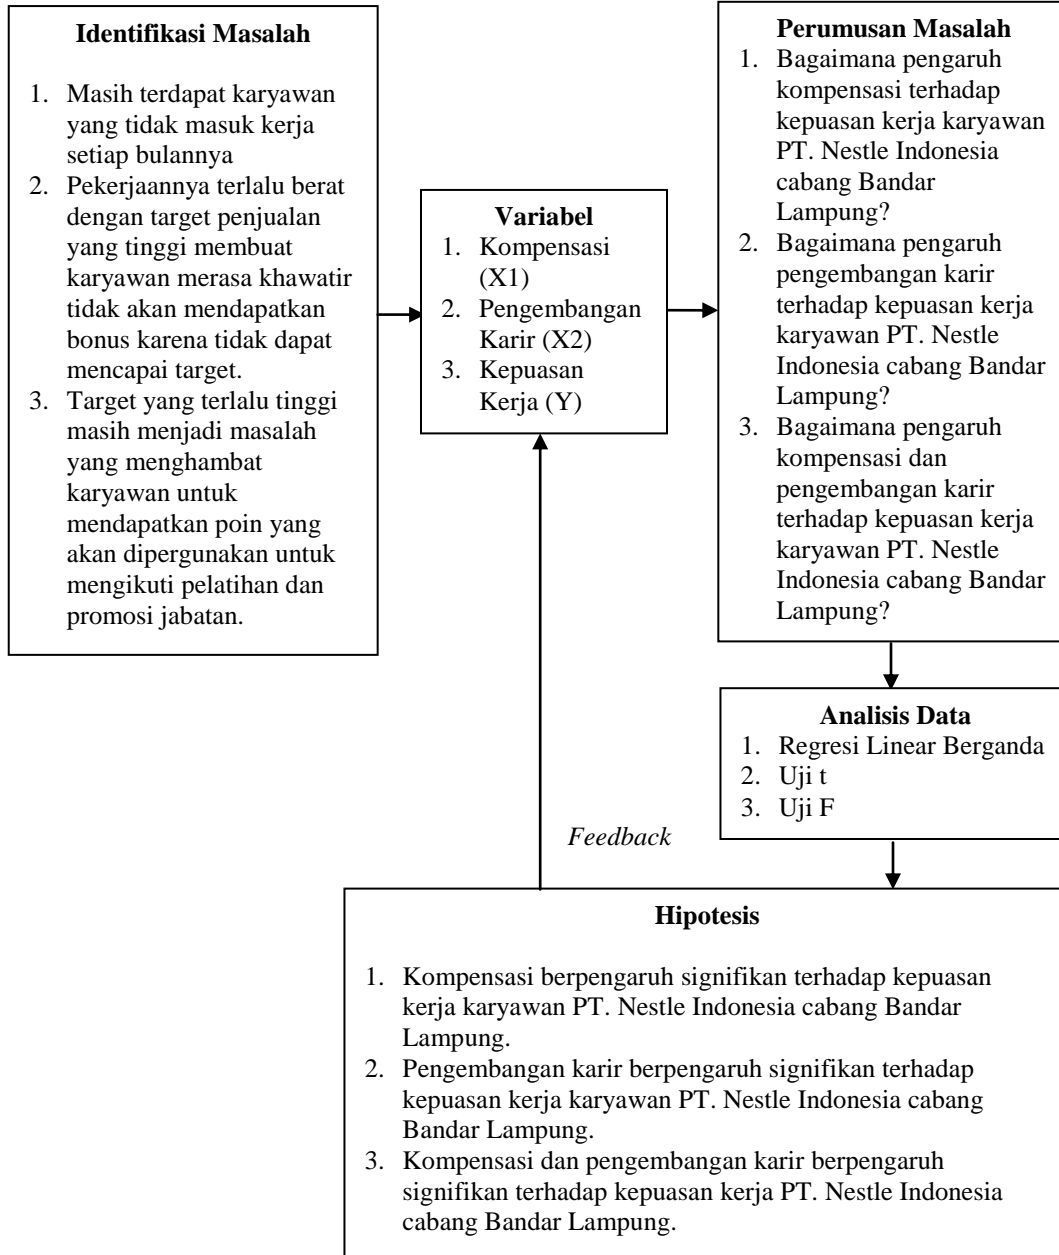 Identifikasi Masalah
1. Masih terdapat karyawan
yang tidak masuk kerja
setiap bulannya
2. Pekerjaannya terlalu berat
dengan target penjualan
yang tinggi membuat
karyawan merasa khawatir
tidak akan mendapatkan
bonus karena tidak dapat
mencapai target.
3. Target yang terlalu tinggi
masih menjadi masalah
yang menghambat
karyawan untuk
mendapatkan poin yang
akan dipergunakan untuk
mengikuti pelatihan dan
promosi jabatan.
Variabel
1. Kompensasi
(X1)
2. Pengembangan
Karir (X2)
3. Kepuasan
Kerja (Y)
Perumusan Masalah
1. Bagaimana pengaruh
kompensasi terhadap
kepuasan kerja karyawan
PT. Nestle Indonesia
cabang Bandar
Lampung?
2. Bagaimana pengaruh
pengembangan karir
terhadap kepuasan kerja
karyawan PT. Nestle
Indonesia cabang Bandar
Lampung?
3. Bagaimana pengaruh
kompensasi dan
pengembangan karir
terhadap kepuasan kerja
karyawan PT. Nestle
Indonesia cabang Bandar
Lampung?
Analisis Data
1. Regresi Linear Berganda
2. Uji t
3. Uji F
Feedback
Hipotesis
1. Kompensasi berpengaruh signifikan terhadap kepuasan
kerja karyawan PT. Nestle Indonesia cabang Bandar
Lampung.
2. Pengembangan karir berpengaruh signifikan terhadap
kepuasan kerja karyawan PT. Nestle Indonesia cabang
Bandar Lampung.
3. Kompensasi dan pengembangan karir berpengaruh
signifikan terhadap kepuasan kerja PT. Nestle Indonesia
cabang Bandar Lampung.